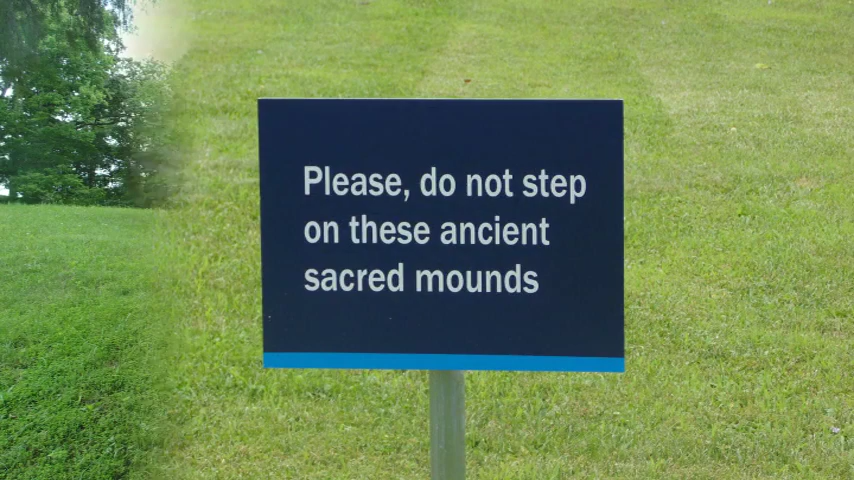 Please, do not step
on these ancient
sacred mounds